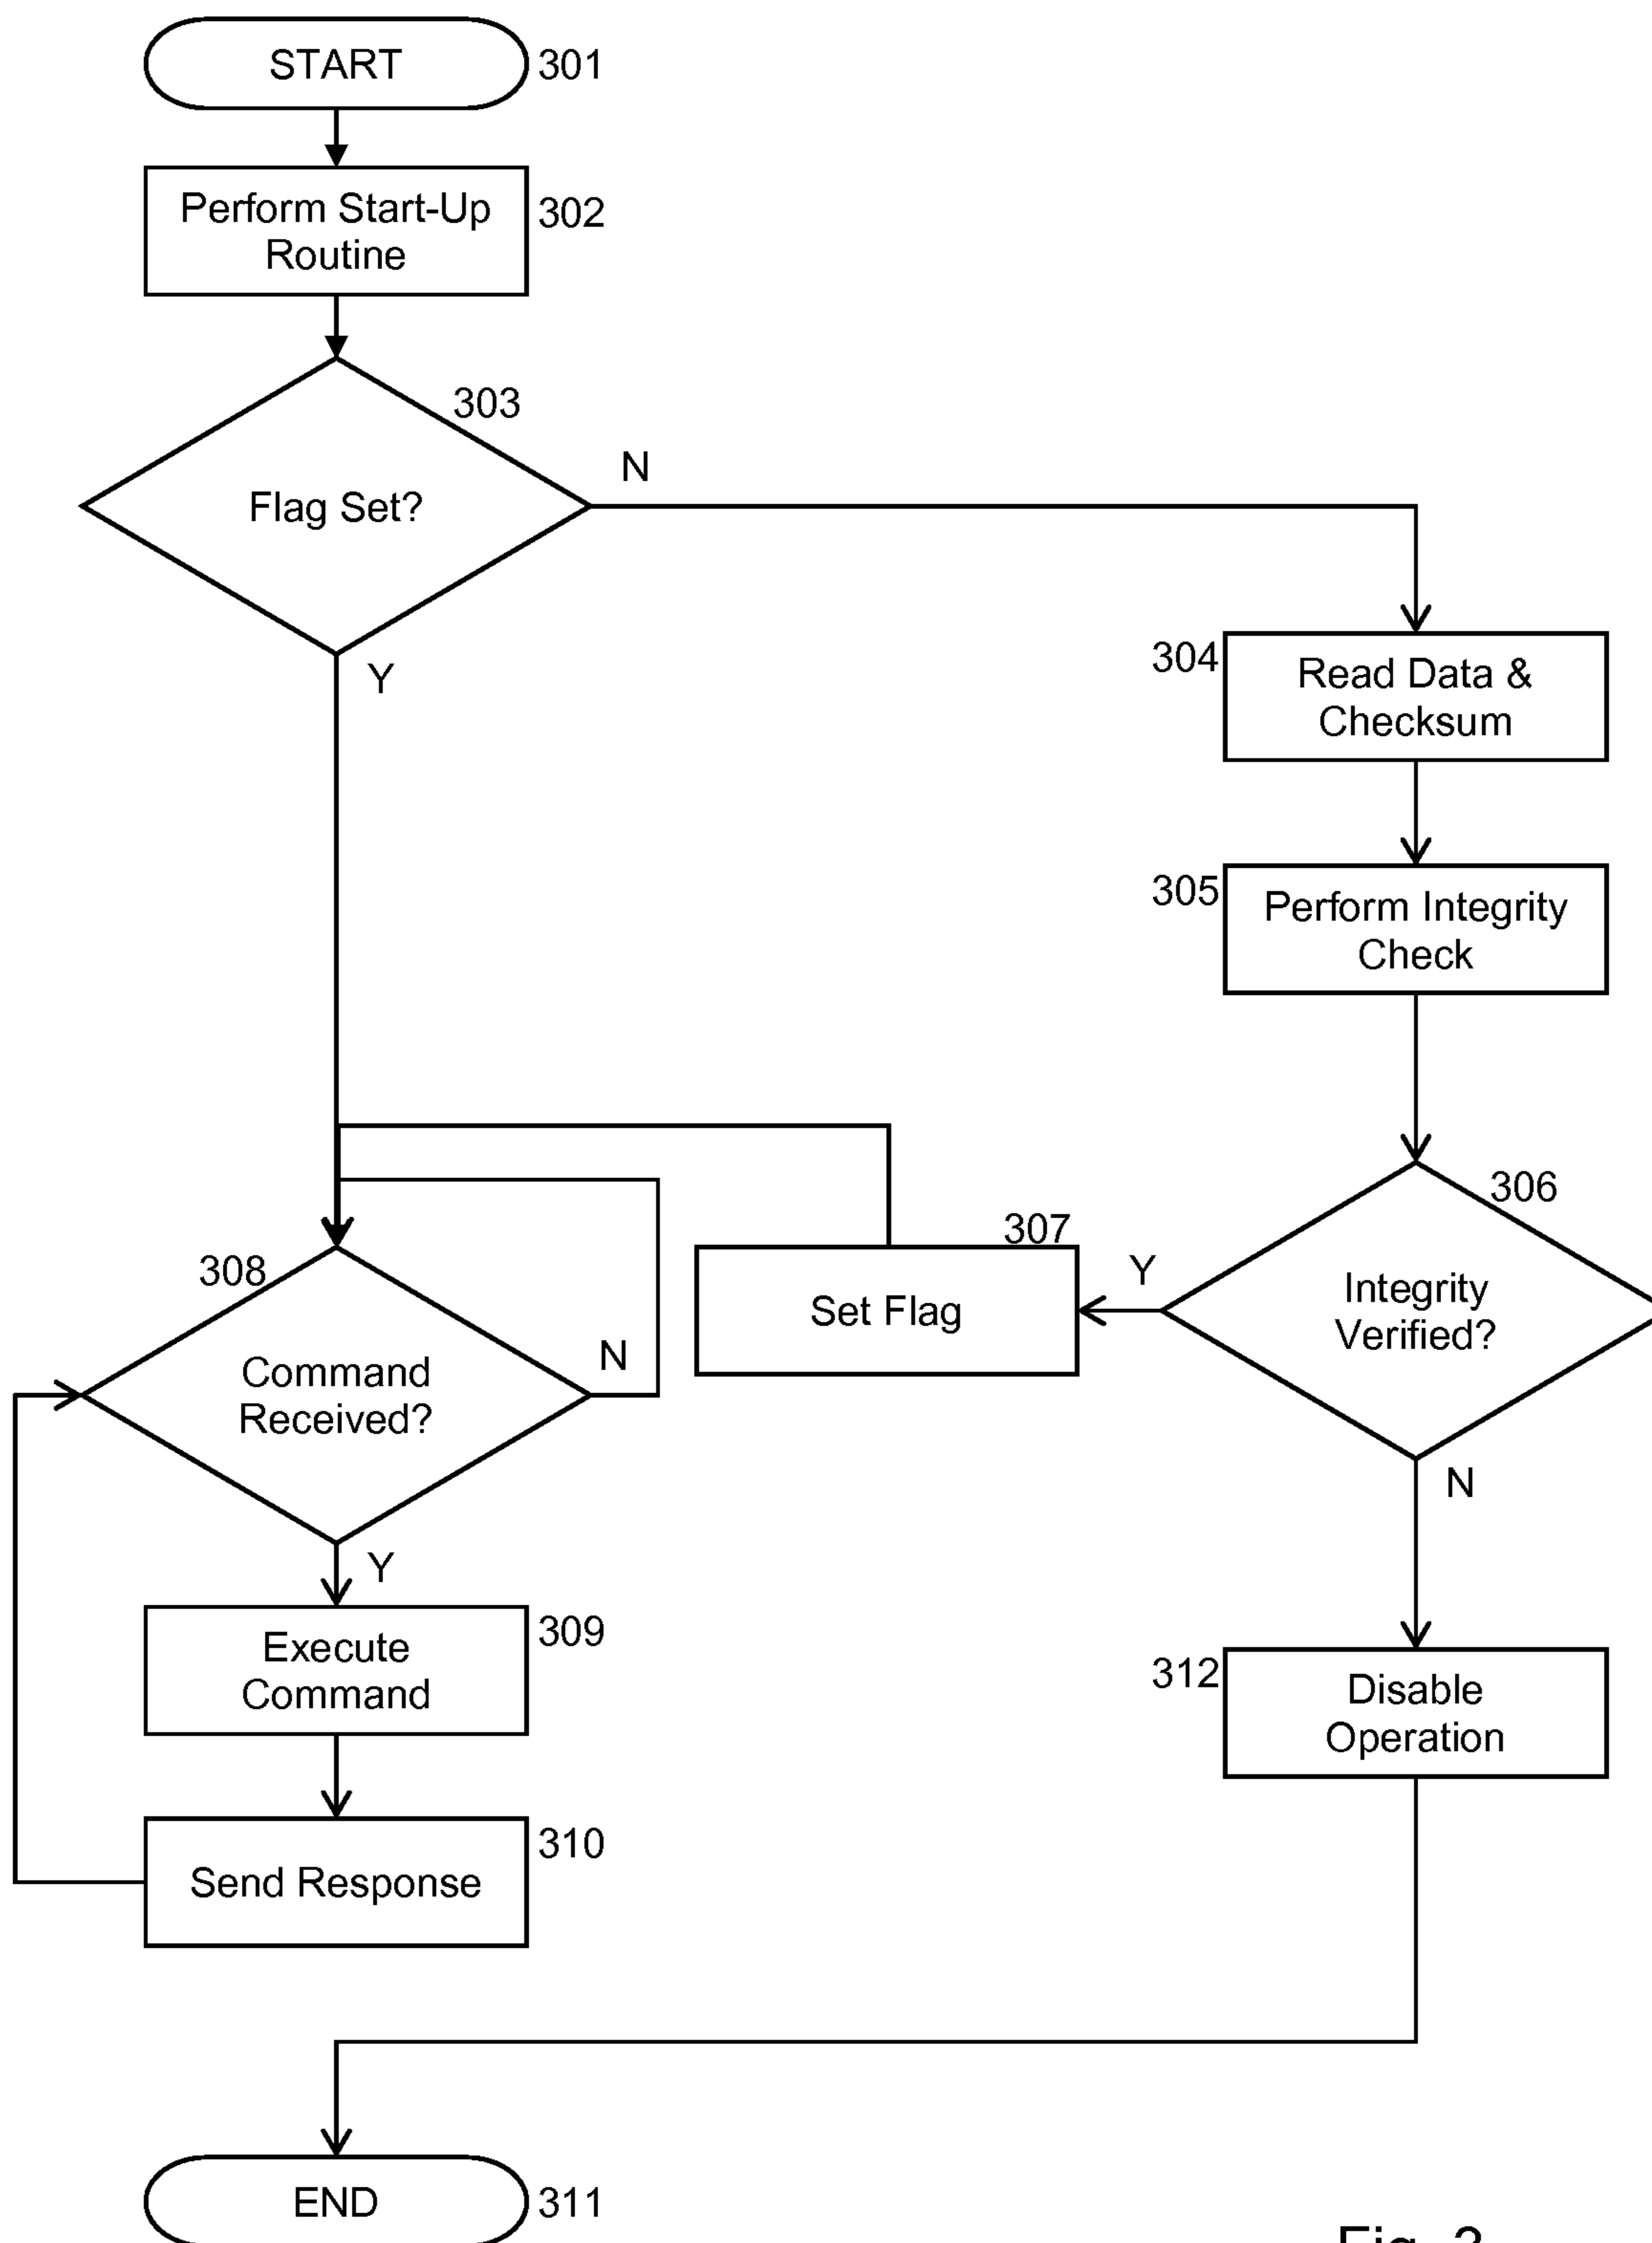 START
301
Perform Start-Up
Routine
302
303
Flag Set?
N
Y
304
Read Data &
Checksum
305
Perform Integrity
Check
306
Integrity
Verified?
Y
307
Set Flag
N
308
Command
Received?
N
Y
Execute
Command
309
312
Disable
Operation
Send Response
310
END
311
Fig.